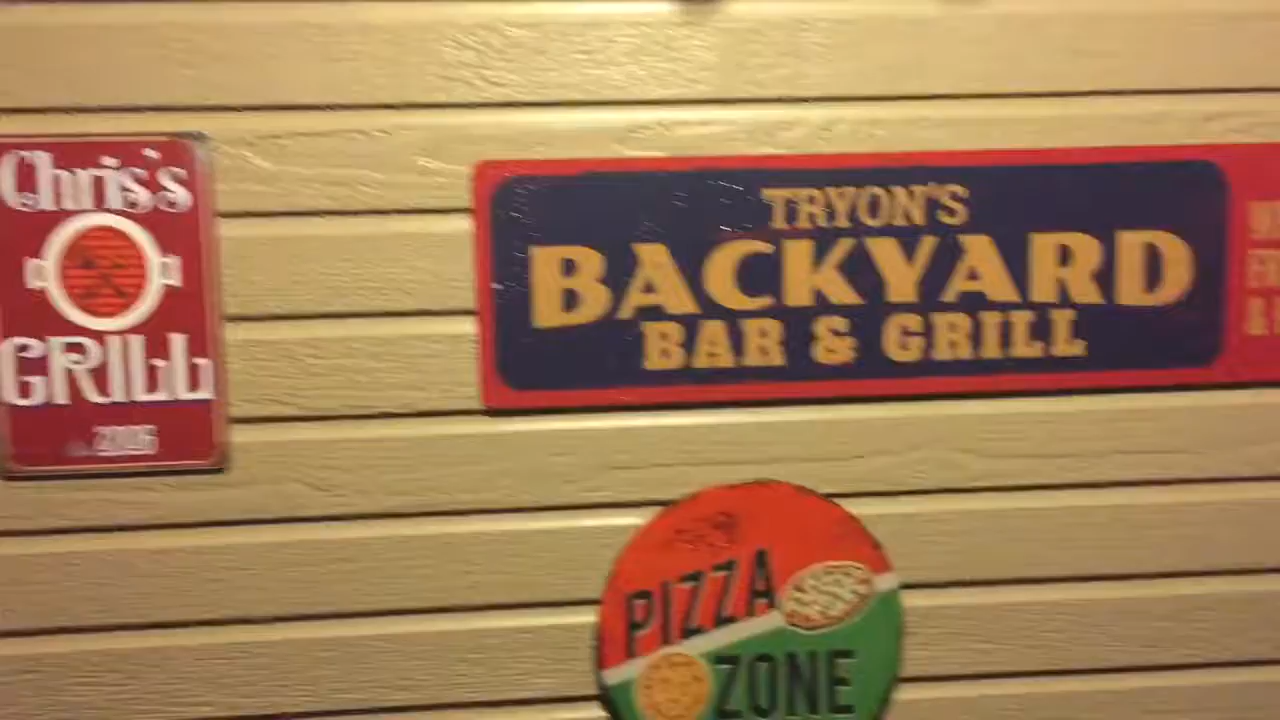 Chris's
GRILL
TRYON'S
BACKYARD
BAR & GRILL
PIZZA
ZONE